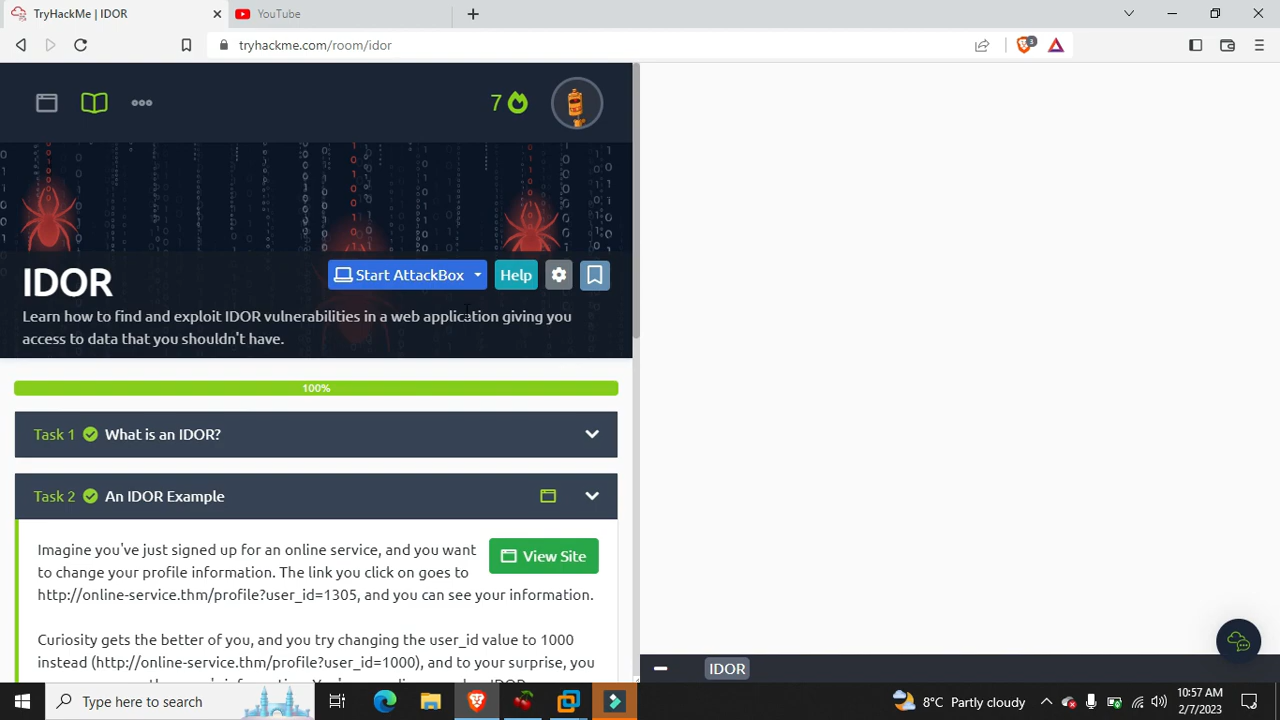 TryHackMe | IDOR
YouTube
tryhackme.com/room/idor
3
7
IDOR
Start AttackBox
Help
Learn how to find and exploit IDOR vulnerabilities in a web application giving you
access to data that you shouldn't have.
100%
Task 1 What is an IDOR?
Task 2 An IDOR Example
Imagine you've just signed up for an online service, and you want
to change your profile information. The link you click on goes to
http://online-service.thm/profile?user_id=1305, and you can see your information.
View Site
Curiosity gets the better of you, and you try changing the user_id value to 1000
instead (http://online-service.thm/profile?user_id=1000), and to your surprise, you
IDOR
Type here to search
8°C Partly cloudy
10:57 AM
2/7/2023